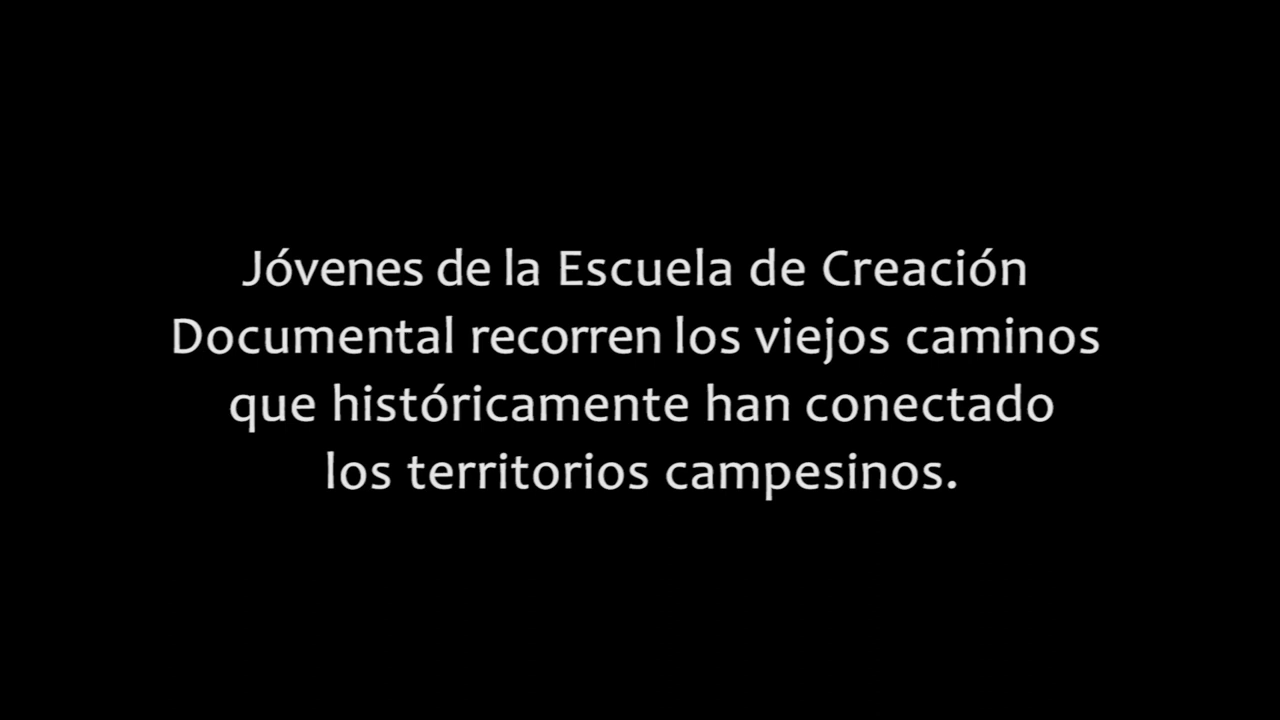 Jóvenes de la Escuela de Creación
Documental recorren los viejos caminos
que históricamente han conectado
los territorios campesinos.